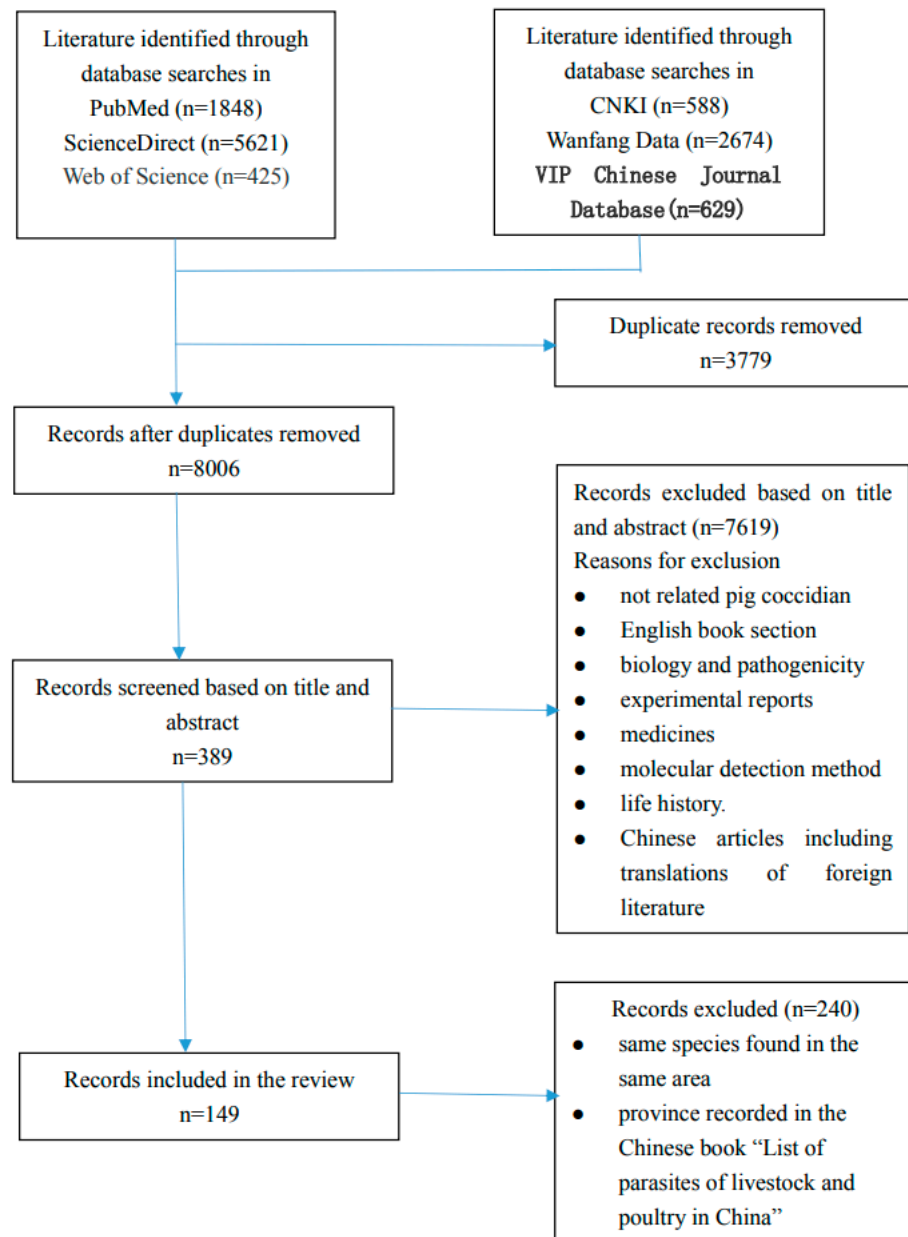 Literature identified through
database searches in
PubMed (n=1848)
ScienceDirect (n=5621)
Web of Science (n=425)
Literature identified through
database searches in
CNKI (n=588)
Wanfang Data (n=2674)
VIP Chinese Journal
Database(n=629)
Duplicate records removed
n=3779
Records after duplicates removed
n=8006
Records excluded based on title
and abstract (n=7619)
Reasons for exclusion
● not related pig coccidian
● English book section
● biology and pathogenicity
● experimental reports
● medicines
● molecular detection method
● life history.
● Chinese articles including
translations of foreign
literature
Records screened based on title and
abstract
n=389
Records excluded (n=240)
● same species found in the
same area
● province recorded in the
Chinese book “List of
parasites of livestock and
poultry in China”
Records included in the review
n=149